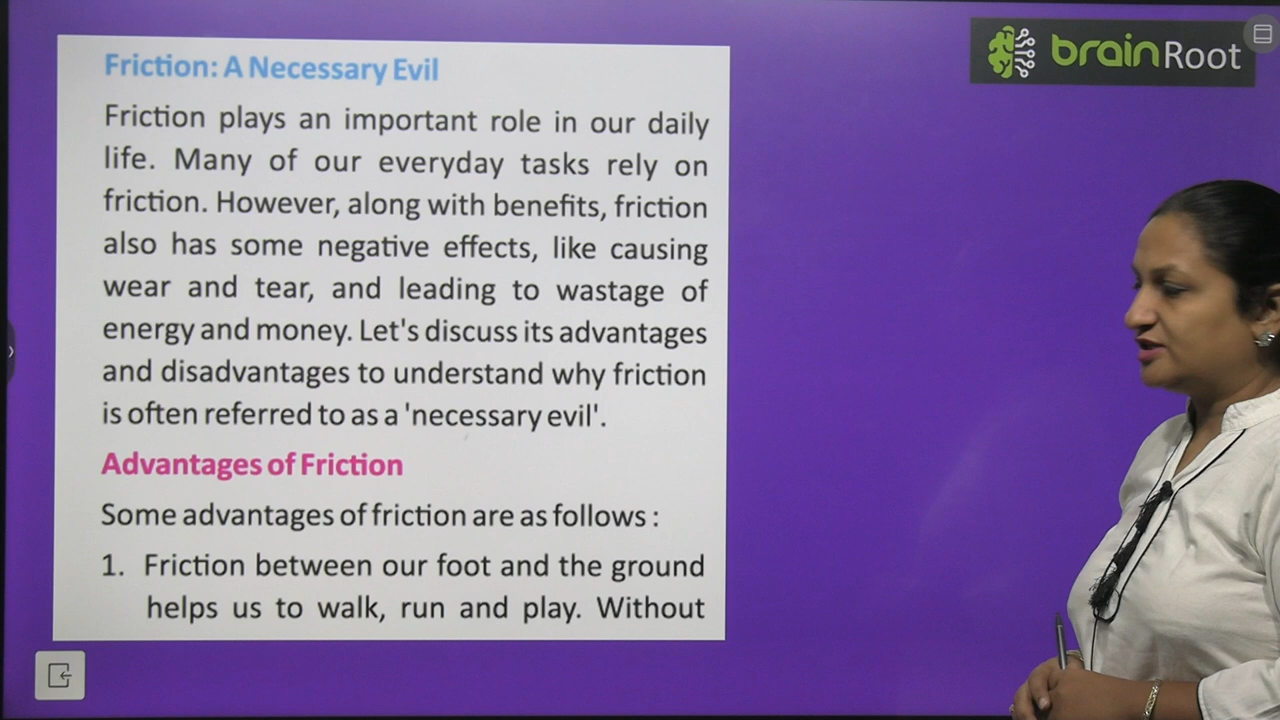 brainRoot
Friction: A Necessary Evil
Friction plays an important role in our daily
life. Many of our everyday tasks rely on
friction. However, along with benefits, friction
also has some negative effects, like causing
wear and tear, and leading to wastage of
energy and money. Let's discuss its advantages
and disadvantages to understand why friction
is often referred to as a 'necessary evil'.
Advantages of Friction
Some advantages of friction are as follows :
1. Friction between our foot and the ground
helps us to walk, run and play. Without